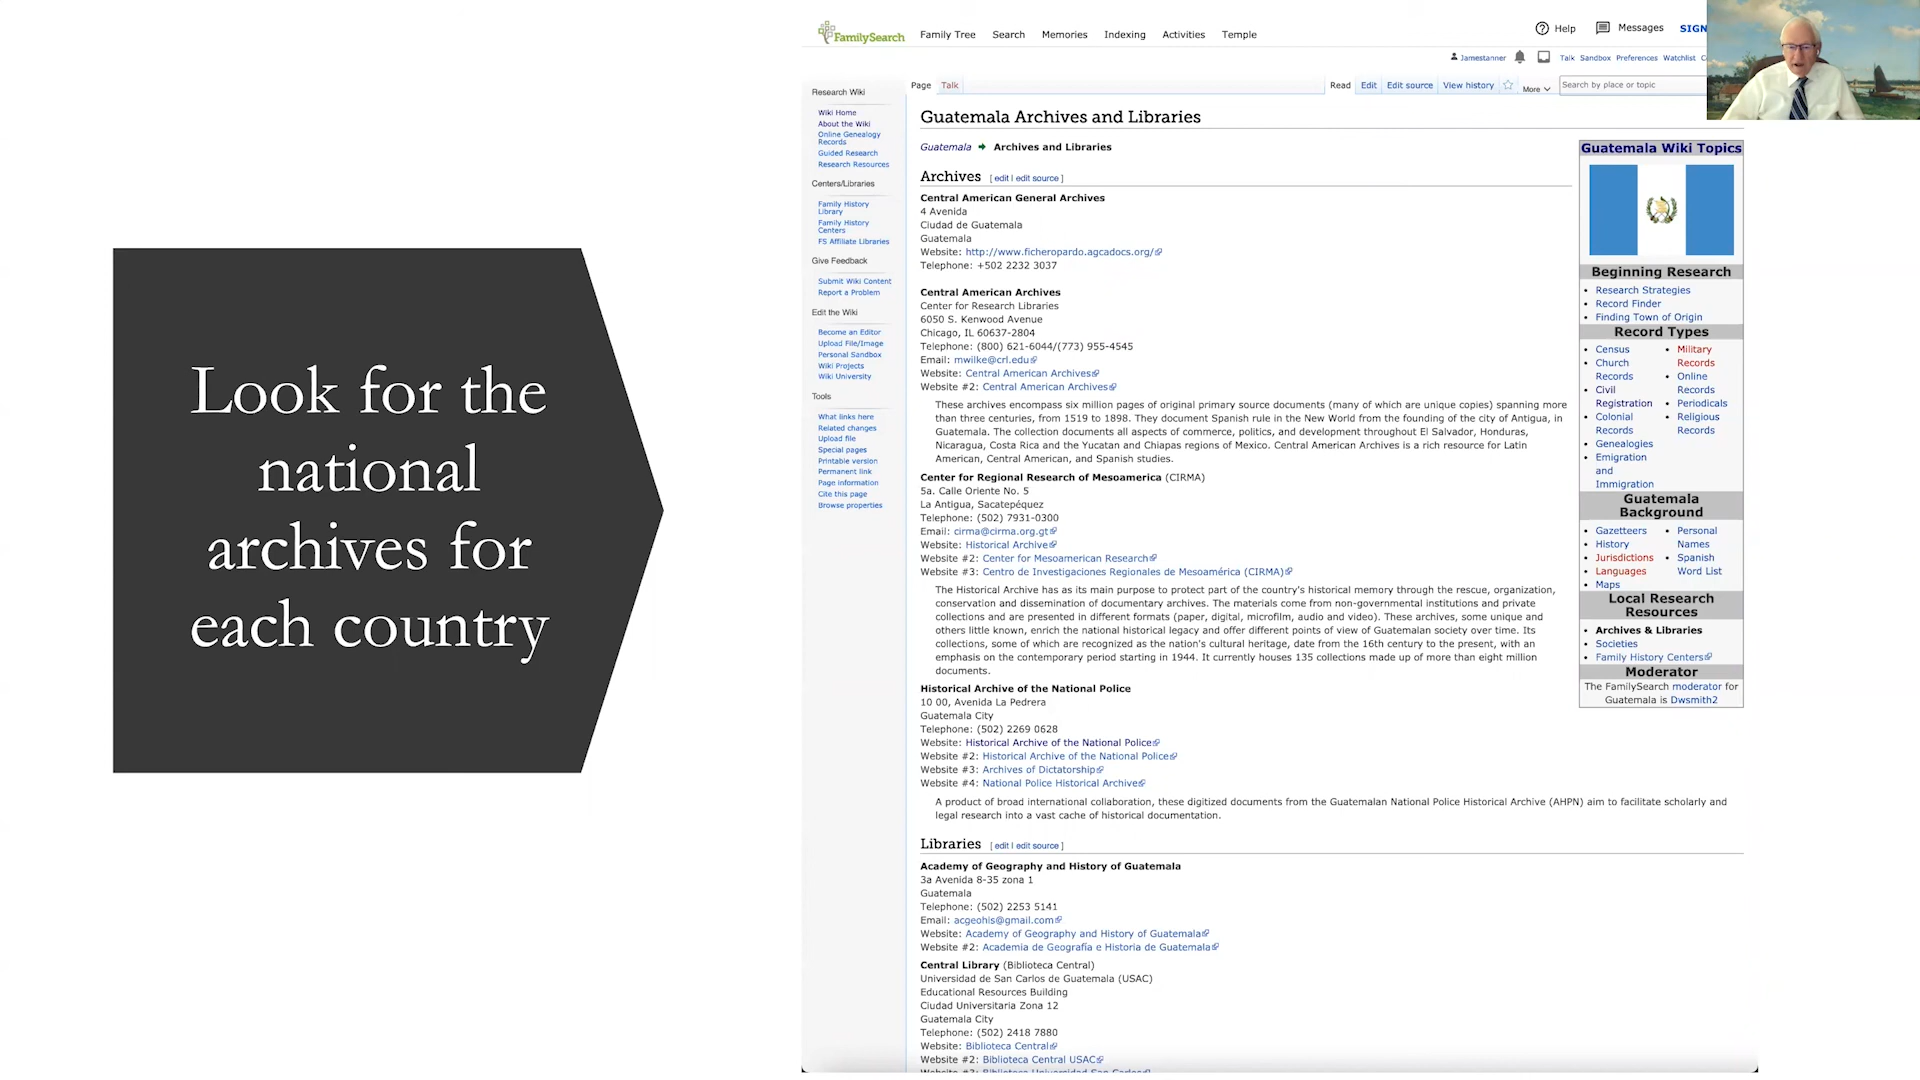 Look for the
national
archives for
each country
FamilySearch
Family Tree Search Memories Indexing Activities Temple
Help Messages SIGN
Jamestanner Talk Sandbox Preferences Watchlist
Research Wiki
Wiki Home
About the Wiki
Online Genealogy
Records
Guided Research
Research Resources
Centers/Libraries
Family History
Library
Family History
Centers
FS Affiliate Libraries
Give Feedback
Submit Wiki Content
Report a Problem
Edit the Wiki
Become an Editor
Upload File/Image
Personal Sandbox
Wiki Projects
Wiki University
Tools
What links here
Related changes
Upload file
Special pages
Printable version
Permanent link
Page information
Cite this page
Browse properties
Page Talk
Read Edit Edit source View history More Search by place or topic
Guatemala Archives and Libraries
Guatemala Archives and Libraries
Archives [ edit | edit source ]
Central American General Archives
4 Avenida
Ciudad de Guatemala
Guatemala
Website: http://www.ficheropardo.agcadocs.org/
Telephone: +502 2232 3037
Central American Archives
Center for Research Libraries
6050 S. Kenwood Avenue
Chicago, IL 60637-2804
Telephone: (800) 621-6044/(773) 955-4545
Email: mwilke@crl.edu
Website: Central American Archives
Website #2: Central American Archives
These archives encompass six million pages of original primary source documents (many of which are unique copies) spanning more
than three centuries, from 1519 to 1898. They document Spanish rule in the New World from the founding of the city of Antigua, in
Guatemala. The collection documents all aspects of commerce, politics, and development throughout El Salvador, Honduras,
Nicaragua, Costa Rica and the Yucatan and Chiapas regions of Mexico. Central American Archives is a rich resource for Latin
American, Central American, and Spanish studies.
Center for Regional Research of Mesoamerica (CIRMA)
5a. Calle Oriente No. 5
La Antigua, Sacatepéquez
Telephone: (502) 7931-0300
Email: cirma@cirma.org.gt
Website: Historical Archive
Website #2: Center for Mesoamerican Research
Website #3: Centro de Investigaciones Regionales de Mesoamérica (CIRMA)
The Historical Archive has as its main purpose to protect part of the country's historical memory through the rescue, organization,
conservation and dissemination of documentary archives. The materials come from non-governmental institutions and private
collections and are presented in different formats (paper, digital, microfilm, audio and video). These archives, some unique and
others little known, enrich the national historical legacy and offer different points of view of Guatemalan society over time. Its
collections, some of which are recognized as the nation's cultural heritage, date from the 16th century to the present, with an
emphasis on the contemporary period starting in 1944. It currently houses 135 collections made up of more than eight million
documents.
Historical Archive of the National Police
10 00, Avenida La Pedrera
Guatemala City
Telephone: (502) 2269 0628
Website: Historical Archive of the National Police
Website #2: Historical Archive of the National Police
Website #3: Archives of Dictatorship
Website #4: National Police Historical Archive
A product of broad international collaboration, these digitized documents from the Guatemalan National Police Historical Archive (AHPN) aim to facilitate scholarly and
legal research into a vast cache of historical documentation.
Libraries [ edit | edit source ]
Academy of Geography and History of Guatemala
3a Avenida 8-35 zona 1
Guatemala
Telephone: (502) 2253 5141
Email: acgeohis@gmail.com
Website: Academy of Geography and History of Guatemala
Website #2: Academia de Geografía e Historia de Guatemala
Central Library (Biblioteca Central)
Universidad de San Carlos de Guatemala (USAC)
Educational Resources Building
Ciudad Universitaria Zona 12
Guatemala City
Telephone: (502) 2418 7880
Website: Biblioteca Central
Website #2: Biblioteca Central USAC
Website #3: Biblioteca Universidad San Carlos
Guatemala Wiki Topics
Beginning Research
Research Strategies
Record Finder
Finding Town of Origin
Record Types
Census
Church
Records
Civil
Registration
Colonial
Records
Genealogies
Emigration
and
Immigration
Military
Records
Online
Records
Periodicals
Religious
Records
Guatemala
Background
Gazetteers
History
Jurisdictions
Languages
Maps
Personal
Names
Spanish
Word List
Local Research
Resources
Archives & Libraries
Societies
Family History Centers
Moderator
The FamilySearch moderator for
Guatemala is Dwsmith2